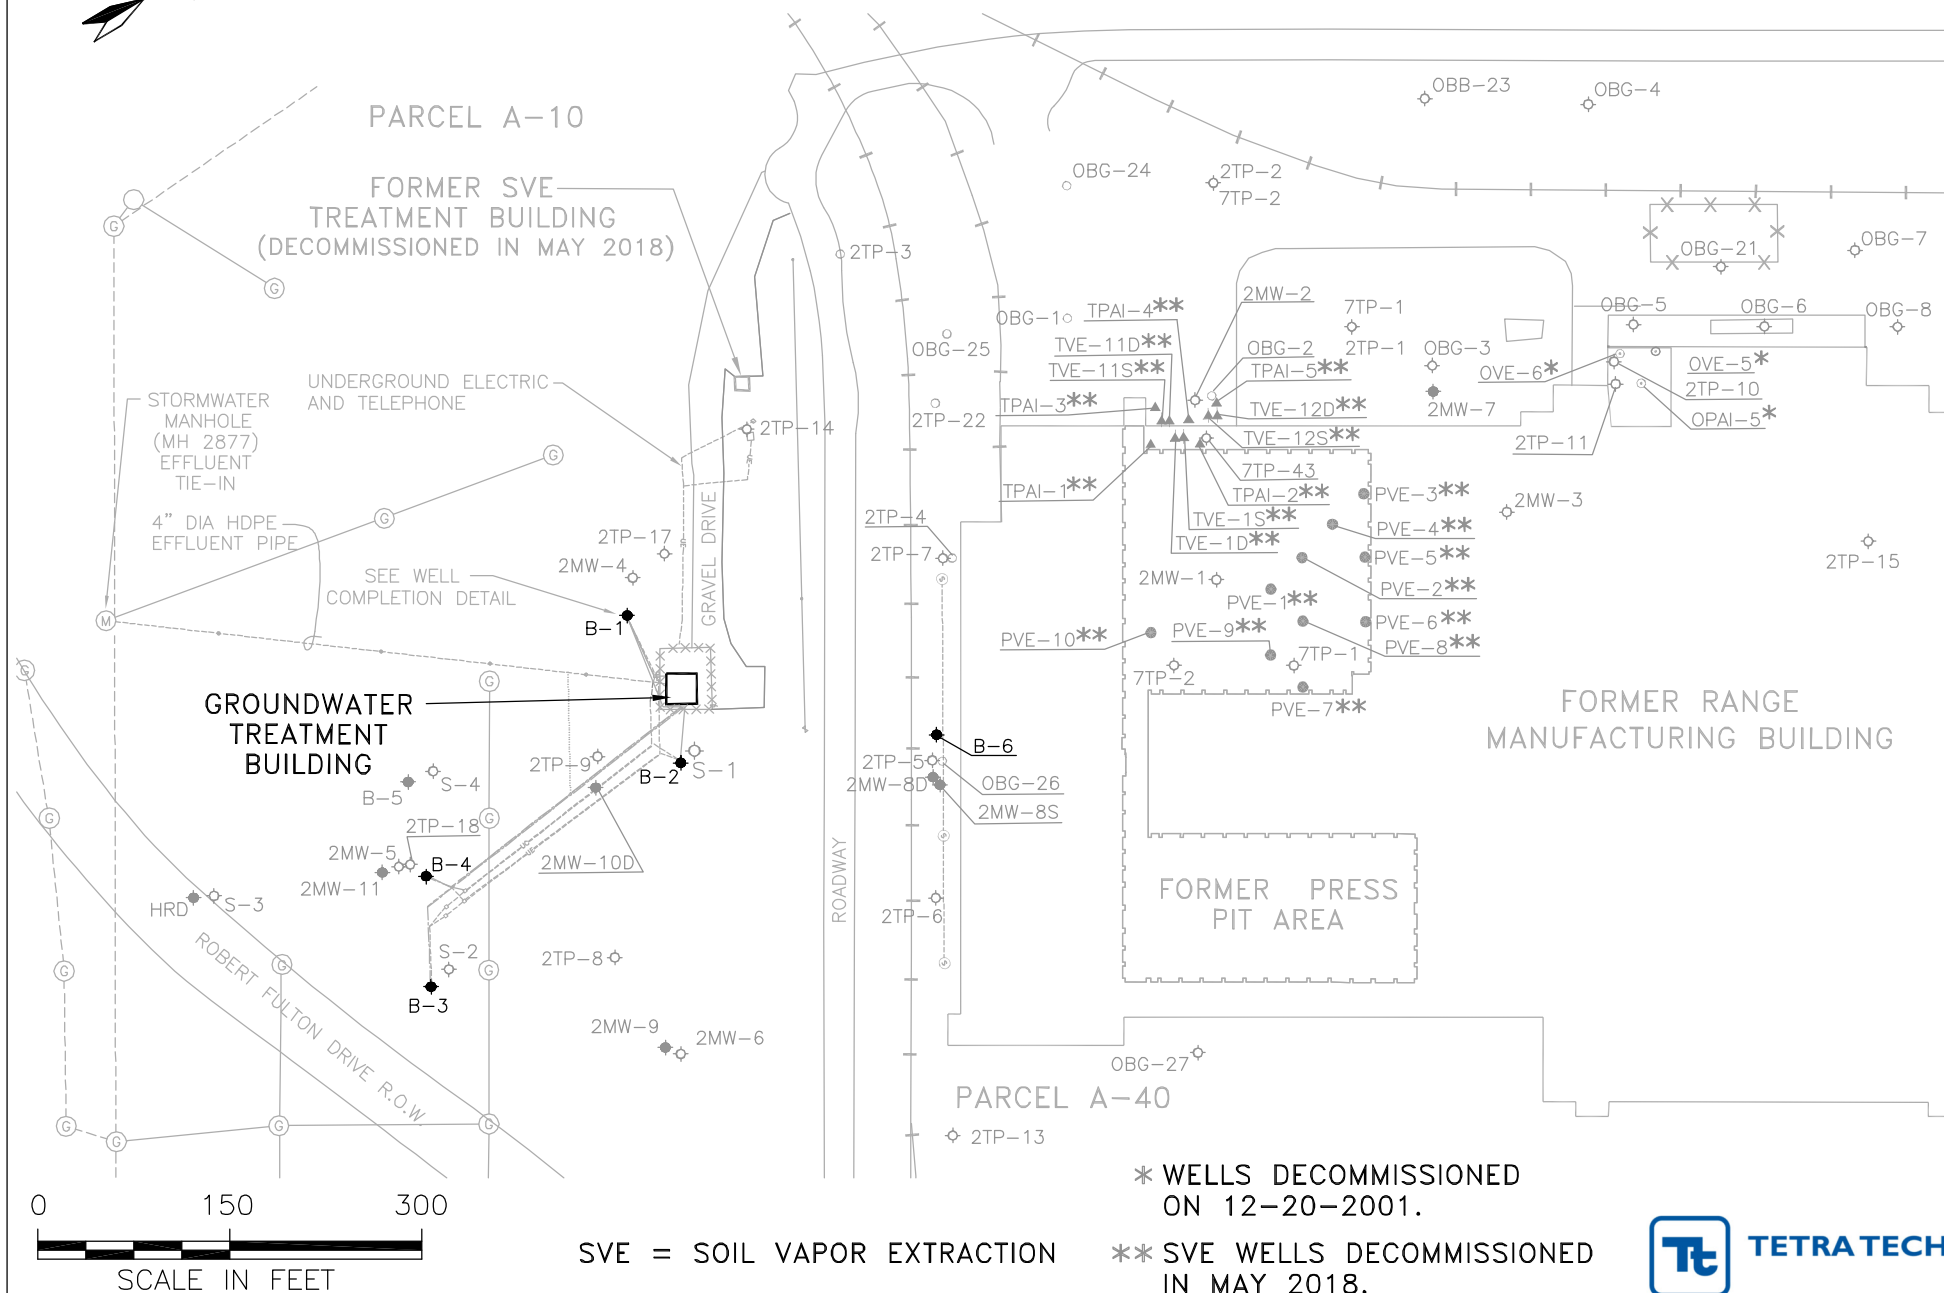 PARCEL A-10
FORMER SVE
TREATMENT BUILDING
(DECOMMISSIONED IN MAY 2018)
OBB-23
OBG-4
OBG-24
2TP-2
7TP-2
OBG-7
OBG-21
2TP-3
OBG-1
TPAI-4**
2MW-2
7TP-1
OBG-5
OBG-6
OBG-8
TVE-11D**
OBG-2
2TP-1
OBG-3
OBG-25
TVE-11S**
TPAI-5**
OVE-6*
OVE-5*
2TP-10
UNDERGROUND ELECTRIC
AND TELEPHONE
STORMWATER
MANHOLE
(MH 2877)
EFFLUENT
TIE-IN
TPAI-3**
2TP-22
TVE-12D**
2MW-7
OPAI-5*
2TP-14
TVE-12S**
2TP-11
7TP-43
TPAI-1**
TPAI-2**
PVE-3**
2MW-3
4" DIA HDPE
EFFLUENT PIPE
GRAVEL DRIVE
2TP-4
TVE-1S**
PVE-4**
2TP-17
2TP-7
TVE-1D**
PVE-5**
2TP-15
2MW-4
SEE WELL
COMPLETION DETAIL
2MW-1
PVE-2**
PVE-1**
B-1
PVE-10**
PVE-9**
PVE-6**
PVE-8**
7TP-1
7TP-2
PVE-7**
GROUNDWATER
TREATMENT
BUILDING
FORMER RANGE
MANUFACTURING BUILDING
B-6
2TP-9
B-2
S-1
2TP-5
2MW-8D
OBG-26
2MW-8S
S-4
B-5
2TP-18
2MW-5
B-4
2MW-10D
2MW-11
HRD
S-3
ROADWAY
FORMER PRESS
PIT AREA
2TP-6
ROBERT FULTON DRIVE R.O.W.
S-2
2TP-8
B-3
2MW-9
2MW-6
OBG-27
PARCEL A-40
2TP-13
G
G
G
G
G
M
G
G
G
G
G
G
G
G
G
G
G
* WELLS DECOMMISSIONED
ON 12-20-2001.
0 150 300
SCALE IN FEET
SVE = SOIL VAPOR EXTRACTION
** SVE WELLS DECOMMISSIONED
IN MAY 2018.
Tt TETRA TECH